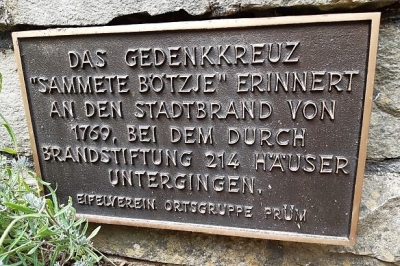 DAS GEDENKKREUZ
"SAMMETE BÖTZJE" ERINNERT
AN DEN STADTBRAND VON
1769, BEI DEM DURCH
BRANDSTIFTUNG 214 HÄUSER
UNTERGINGEN.
EIFELVEREIN ORTSGRUPPE PRÜM